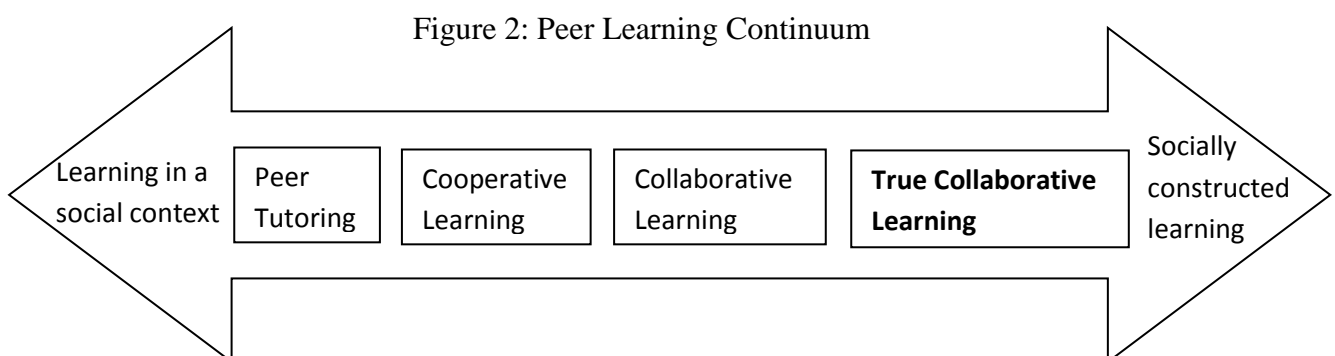 Figure 2: Peer Learning Continuum
Learning in a
social context
Peer
Tutoring
Cooperative
Learning
Collaborative
Learning
True Collaborative
Learning
Socially
constructed
learning